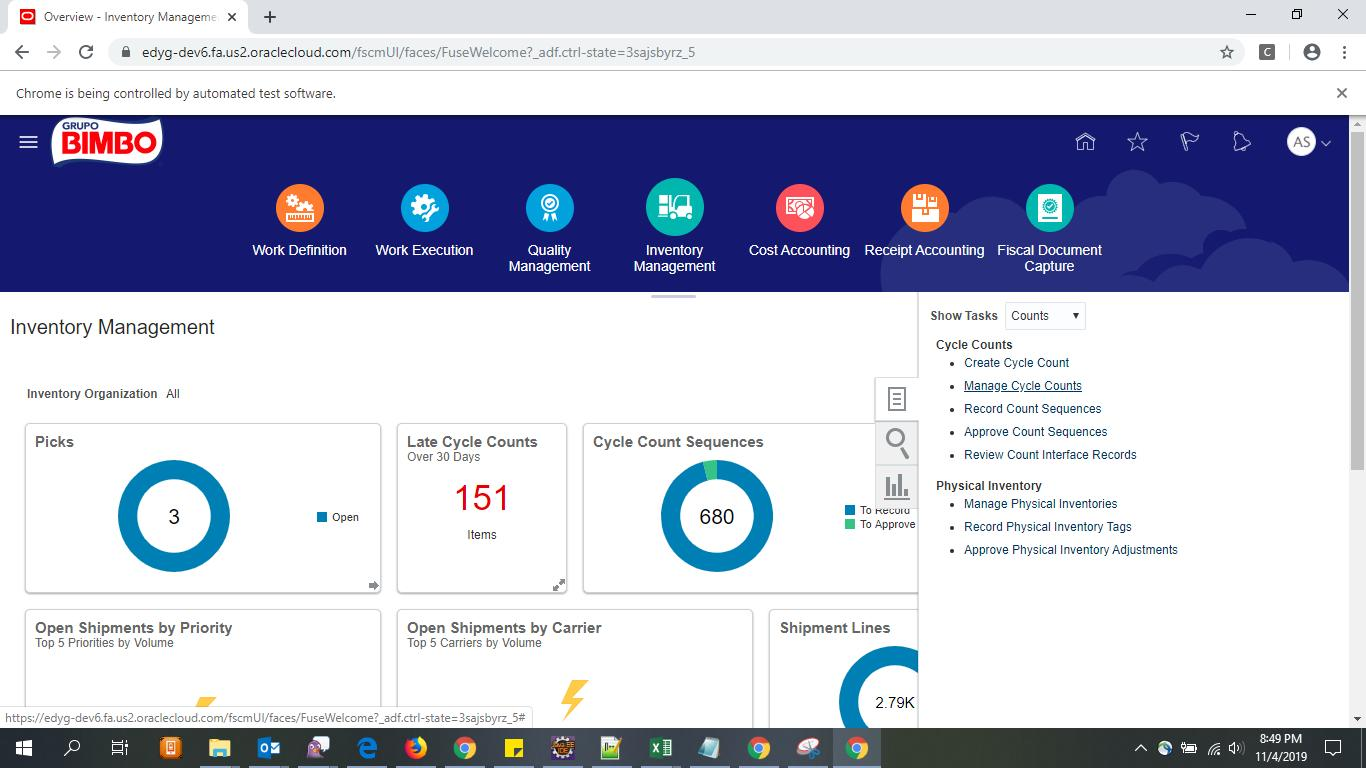 Overview - Inventory Manageme
edyg-dev6.fa.us2.oraclecloud.com/fscmUI/faces/FuseWelcome?_adf.ctrl-state=3sajsbyrz_5
C
Chrome is being controlled by automated test software.
GRUPO
BIMBO
AS
Work Definition
Work Execution
Quality
Management
Inventory
Management
Cost Accounting
Receipt Accounting
Fiscal Document
Capture
Inventory Management
Inventory Organization All
Picks
3
Open
Late Cycle Counts
Over 30 Days
151
Items
Cycle Count Sequences
680
To Record
To Approve
Open Shipments by Priority
Top 5 Priorities by Volume
Open Shipments by Carrier
Top 5 Carriers by Volume
Shipment Lines
2.79K
Show Tasks Counts
Cycle Counts
Create Cycle Count
Manage Cycle Counts
Record Count Sequences
Approve Count Sequences
Review Count Interface Records
Physical Inventory
Manage Physical Inventories
Record Physical Inventory Tags
Approve Physical Inventory Adjustments
https://edyg-dev6.fa.us2.oraclecloud.com/fscmUI/faces/FuseWelcome?_adf.ctrl-state=3sajsbyrz_5#
8:49 PM
11/4/2019